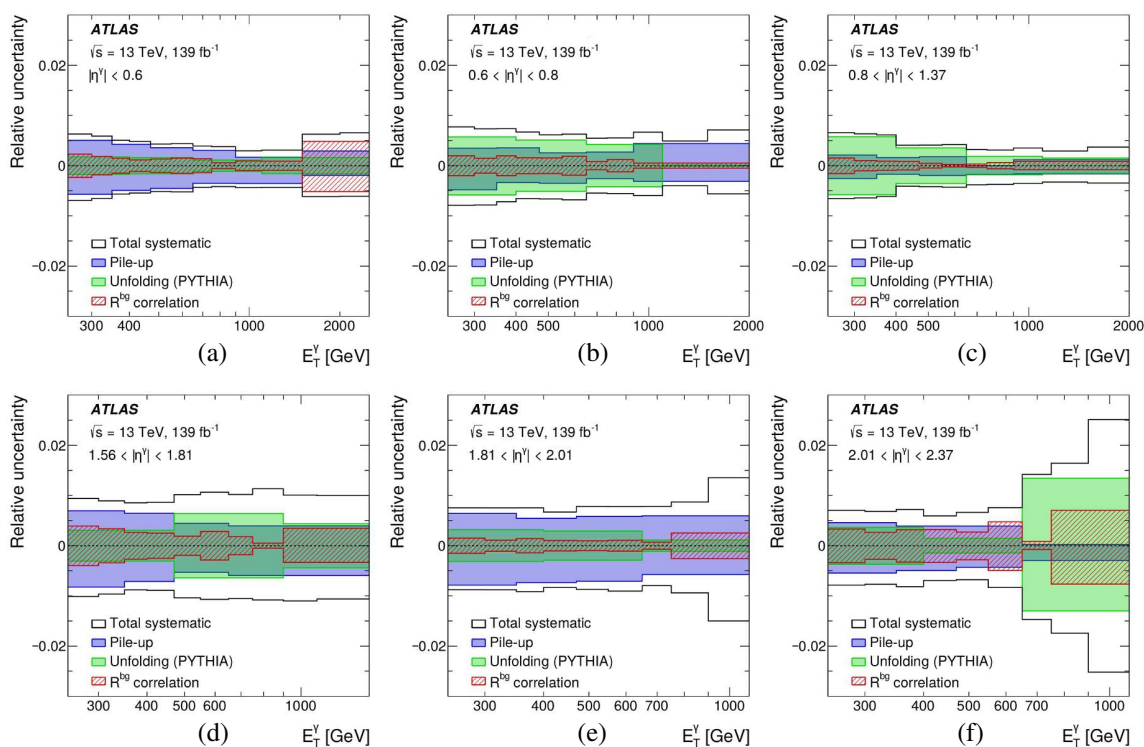 Relative uncertainty
ATLAS
√s = 13 TeV, 139 fb⁻¹
|η^γ| < 0.6
0.02
0
−0.02
Total systematic
Pile-up
Unfolding (PYTHIA)
R^bg correlation
300 400 1000 2000
E_T^γ [GeV]
(a)
Relative uncertainty
ATLAS
√s = 13 TeV, 139 fb⁻¹
0.6 < |η^γ| < 0.8
0.02
0
−0.02
Total systematic
Pile-up
Unfolding (PYTHIA)
R^bg correlation
300 400 500 1000 2000
E_T^γ [GeV]
(b)
Relative uncertainty
ATLAS
√s = 13 TeV, 139 fb⁻¹
0.8 < |η^γ| < 1.37
0.02
0
−0.02
Total systematic
Pile-up
Unfolding (PYTHIA)
R^bg correlation
300 400 500 1000 2000
E_T^γ [GeV]
(c)
Relative uncertainty
ATLAS
√s = 13 TeV, 139 fb⁻¹
1.56 < |η^γ| < 1.81
0.02
0
−0.02
Total systematic
Pile-up
Unfolding (PYTHIA)
R^bg correlation
300 400 500 1000
E_T^γ [GeV]
(d)
Relative uncertainty
ATLAS
√s = 13 TeV, 139 fb⁻¹
1.81 < |η^γ| < 2.01
0.02
0
−0.02
Total systematic
Pile-up
Unfolding (PYTHIA)
R^bg correlation
300 400 500 600 700 1000
E_T^γ [GeV]
(e)
Relative uncertainty
ATLAS
√s = 13 TeV, 139 fb⁻¹
2.01 < |η^γ| < 2.37
0.02
0
−0.02
Total systematic
Pile-up
Unfolding (PYTHIA)
R^bg correlation
300 400 500 600 700 1000
E_T^γ [GeV]
(f)